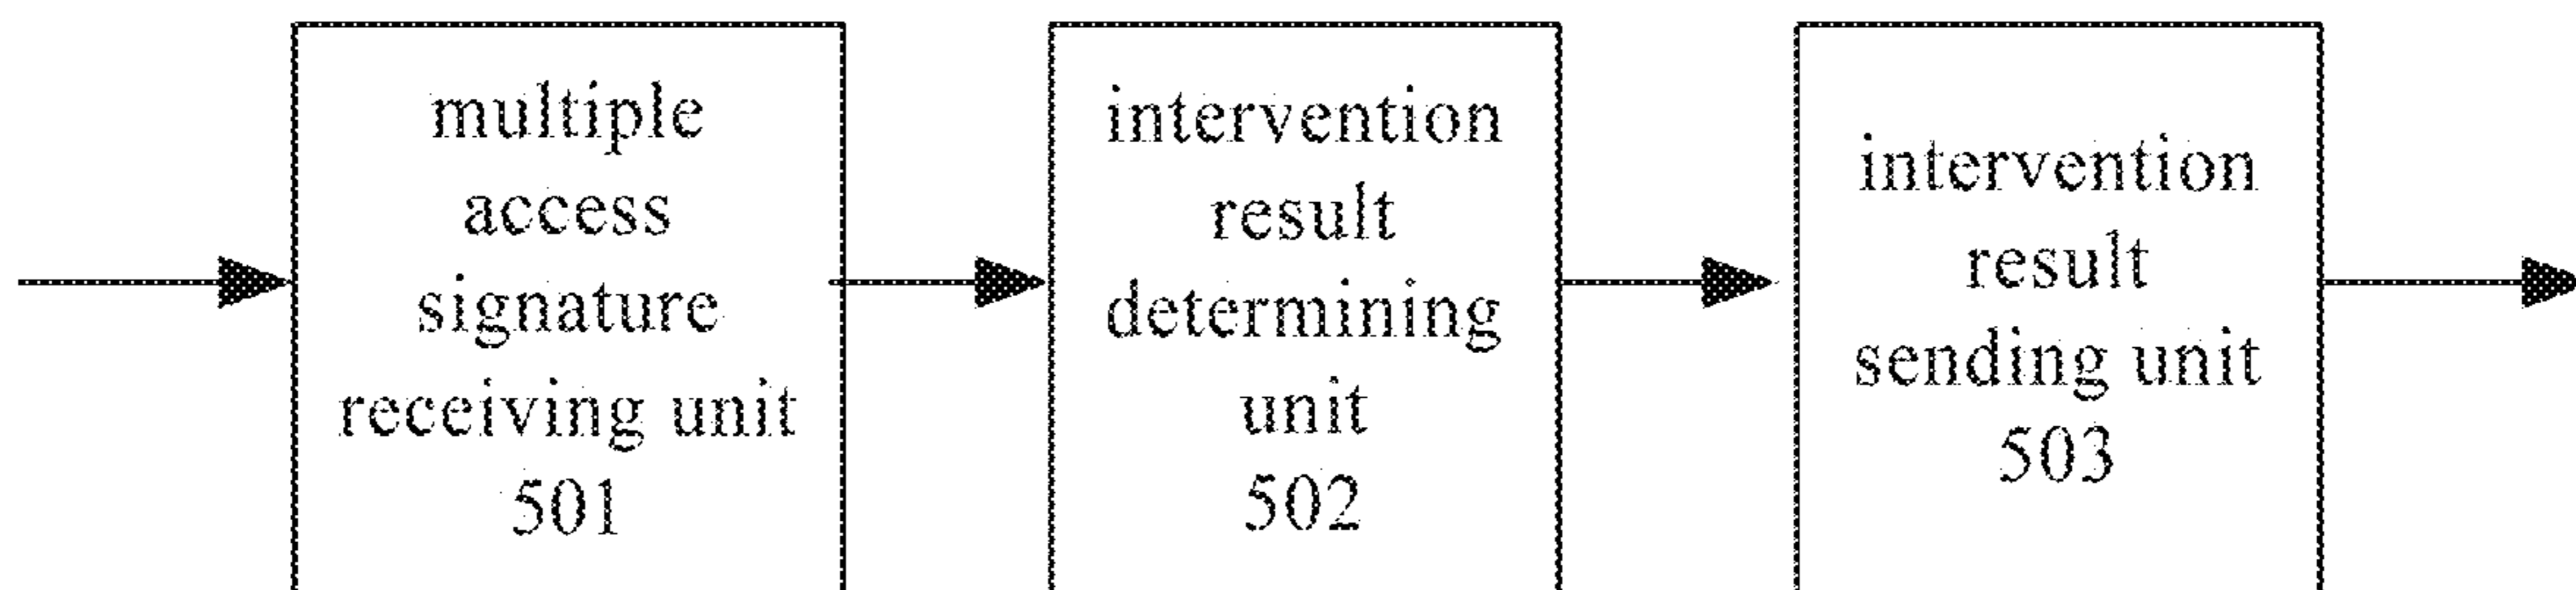 multiple
access
signature
receiving unit
501
intervention
result
determining
unit
502
intervention
result
sending unit
503